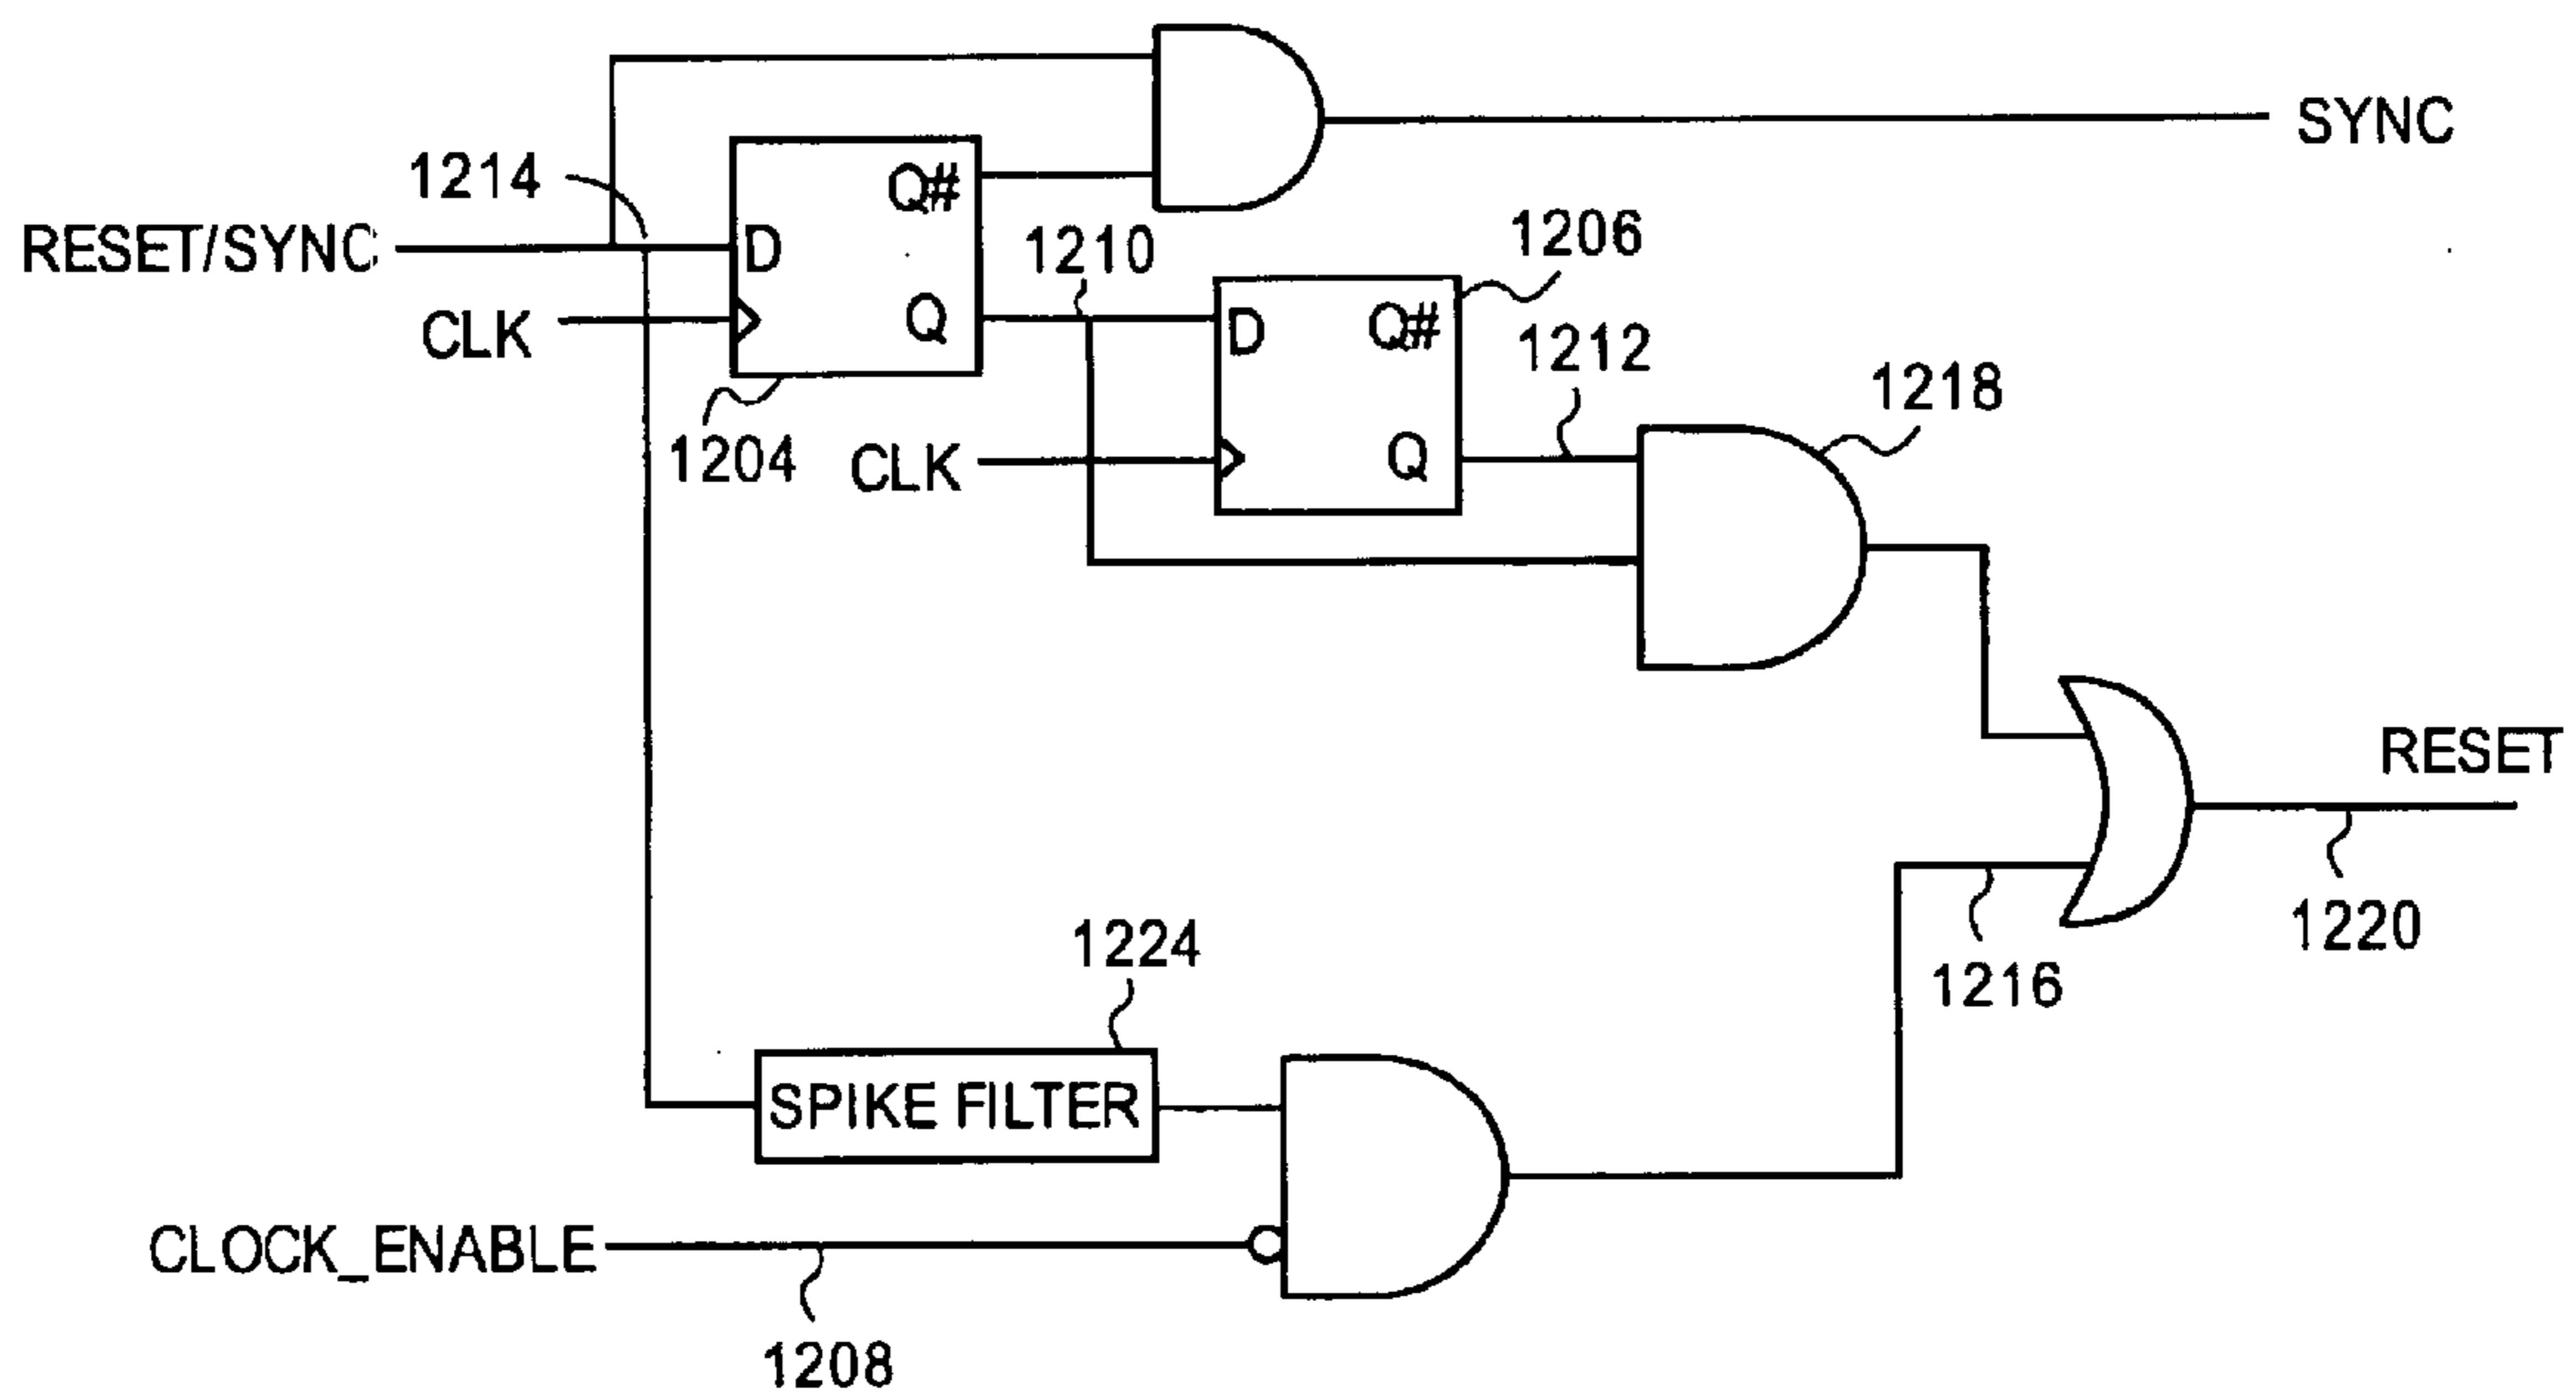 SYNC
1214
Q#
1206
RESET/SYNC
D
1210
CLK
Q
D
Q#
1212
1218
1204
CLK
Q
RESET
1224
1220
1216
SPIKE FILTER
CLOCK_ENABLE
1208